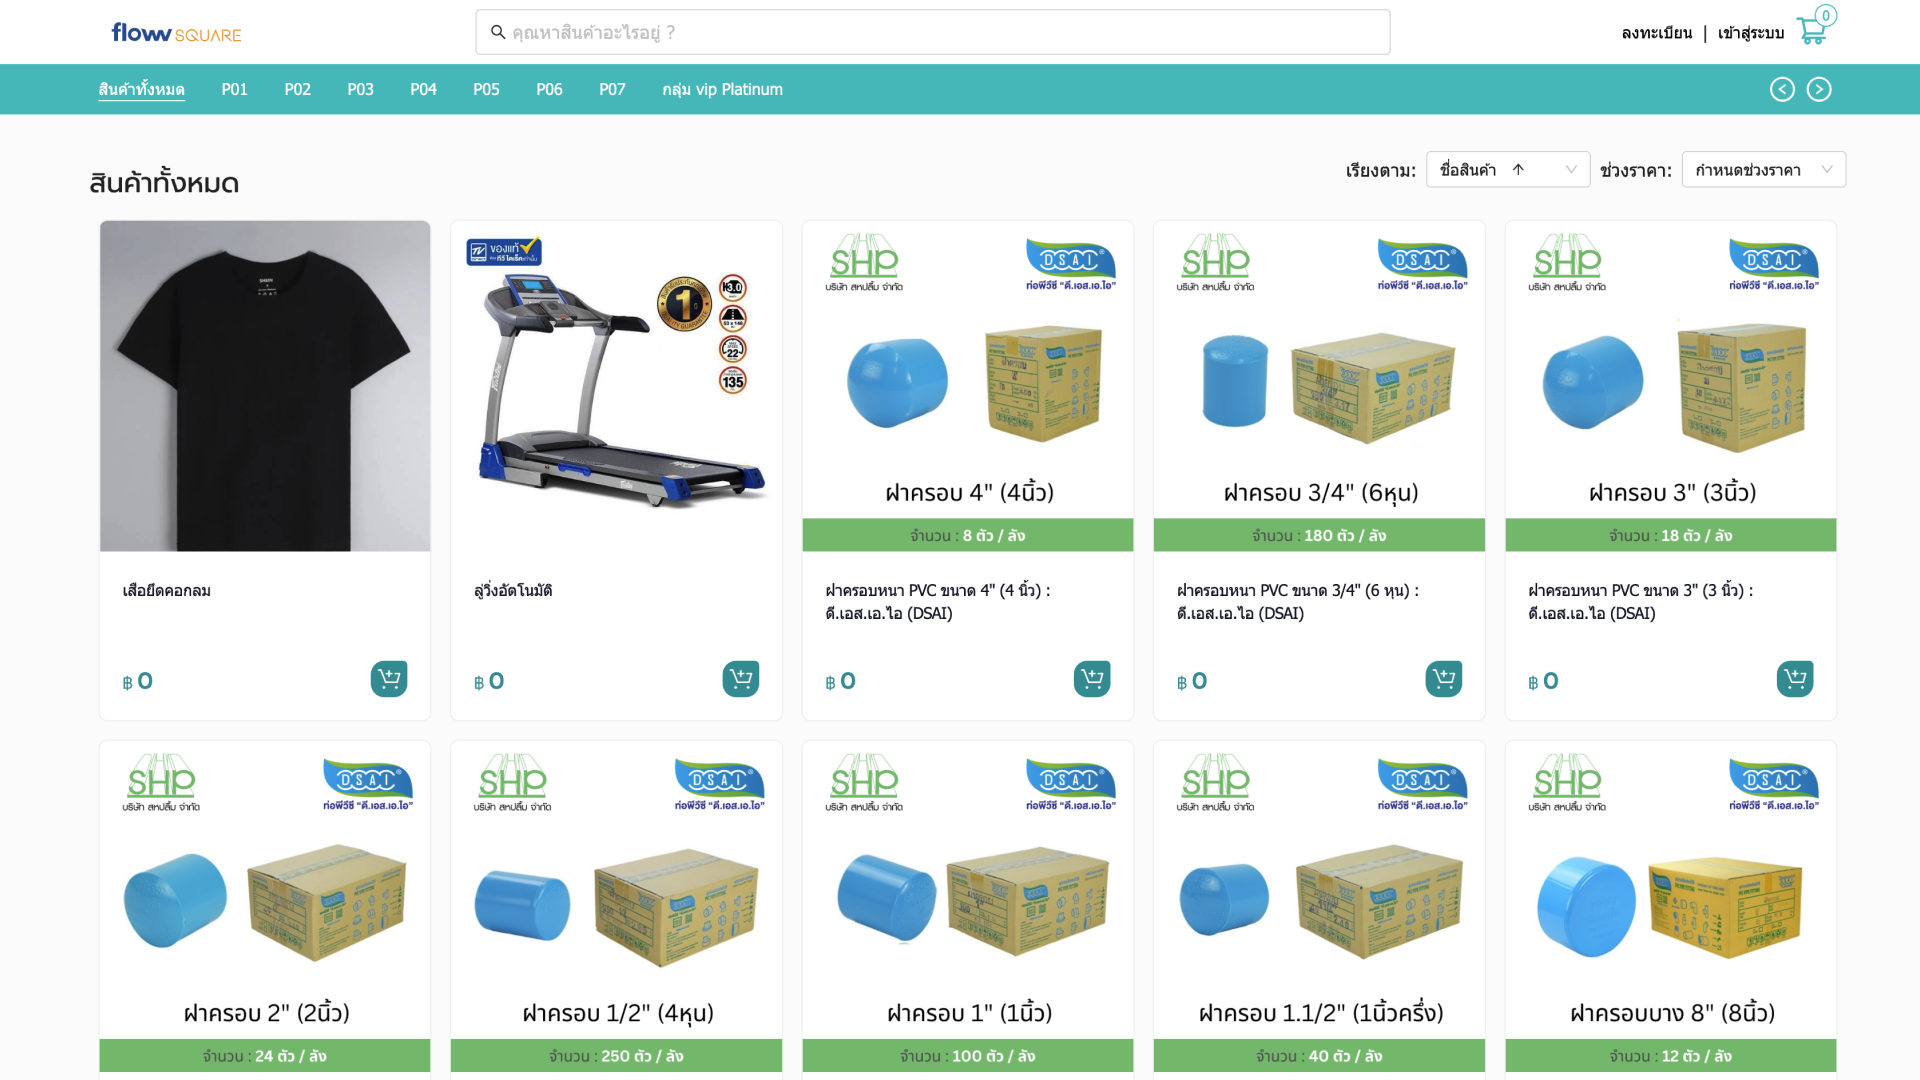 floww SQUARE
คุณหาสินค้าอะไรอยู่ ?
ลงทะเบียน | เข้าสู่ระบบ
0
สินค้าทั้งหมด P01 P02 P03 P04 P05 P06 P07 กลุ่ม vip Platinum
สินค้าทั้งหมด
เรียงตาม: ชื่อสินค้า ↑ ช่วงราคา: กำหนดช่วงราคา
ของแท้
1
3.0
22
135
SHP
บริษัท สหปลื้ม จำกัด
DSAI
ท่อพีวีซี “ดี.เอส.เอ.ไอ”
SHP
บริษัท สหปลื้ม จำกัด
DSAI
ท่อพีวีซี “ดี.เอส.เอ.ไอ”
SHP
บริษัท สหปลื้ม จำกัด
DSAI
ท่อพีวีซี “ดี.เอส.เอ.ไอ”
ฝาครอบ 4" (4นิ้ว)
ฝาครอบ 3/4" (6หุน)
ฝาครอบ 3" (3นิ้ว)
จำนวน : 8 ตัว / ลัง
จำนวน : 180 ตัว / ลัง
จำนวน : 18 ตัว / ลัง
เสื้อยืดคอกลม
ลู่วิ่งอัตโนมัติ
ฝาครอบหนา PVC ขนาด 4" (4 นิ้ว) :
ดี.เอส.เอ.ไอ (DSAI)
ฝาครอบหนา PVC ขนาด 3/4" (6 หุน) :
ดี.เอส.เอ.ไอ (DSAI)
ฝาครอบหนา PVC ขนาด 3" (3 นิ้ว) :
ดี.เอส.เอ.ไอ (DSAI)
฿ 0
฿ 0
฿ 0
฿ 0
฿ 0
SHP
บริษัท สหปลื้ม จำกัด
DSAI
ท่อพีวีซี “ดี.เอส.เอ.ไอ”
SHP
บริษัท สหปลื้ม จำกัด
DSAI
ท่อพีวีซี “ดี.เอส.เอ.ไอ”
SHP
บริษัท สหปลื้ม จำกัด
DSAI
ท่อพีวีซี “ดี.เอส.เอ.ไอ”
SHP
บริษัท สหปลื้ม จำกัด
DSAI
ท่อพีวีซี “ดี.เอส.เอ.ไอ”
SHP
บริษัท สหปลื้ม จำกัด
DSAI
ท่อพีวีซี “ดี.เอส.เอ.ไอ”
ฝาครอบ 2" (2นิ้ว)
ฝาครอบ 1/2" (4หุน)
ฝาครอบ 1" (1นิ้ว)
ฝาครอบ 1.1/2" (1นิ้วครึ่ง)
ฝาครอบบาง 8" (8นิ้ว)
จำนวน : 24 ตัว / ลัง
จำนวน : 250 ตัว / ลัง
จำนวน : 100 ตัว / ลัง
จำนวน : 40 ตัว / ลัง
จำนวน : 12 ตัว / ลัง